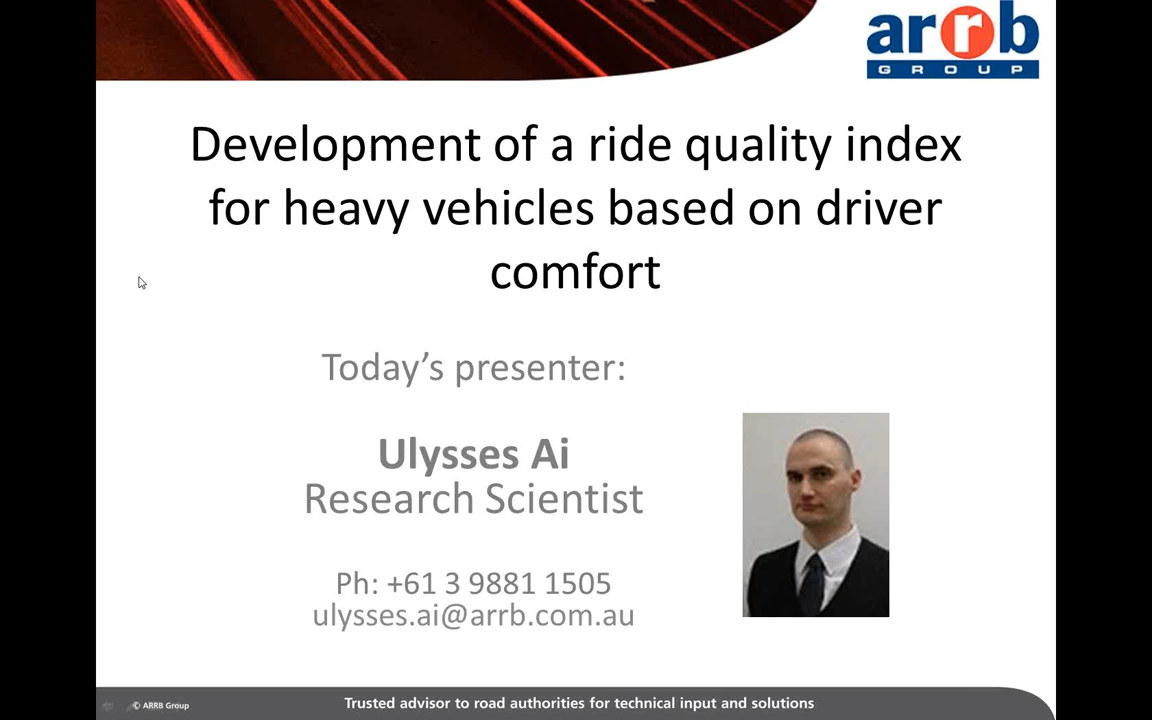 arrb
GROUP
Development of a ride quality index
for heavy vehicles based on driver
comfort
Today's presenter:
Ulysses Ai
Research Scientist
Ph: +61 3 9881 1505
ulysses.ai@arrb.com.au
© ARRB Group
Trusted advisor to road authorities for technical input and solutions